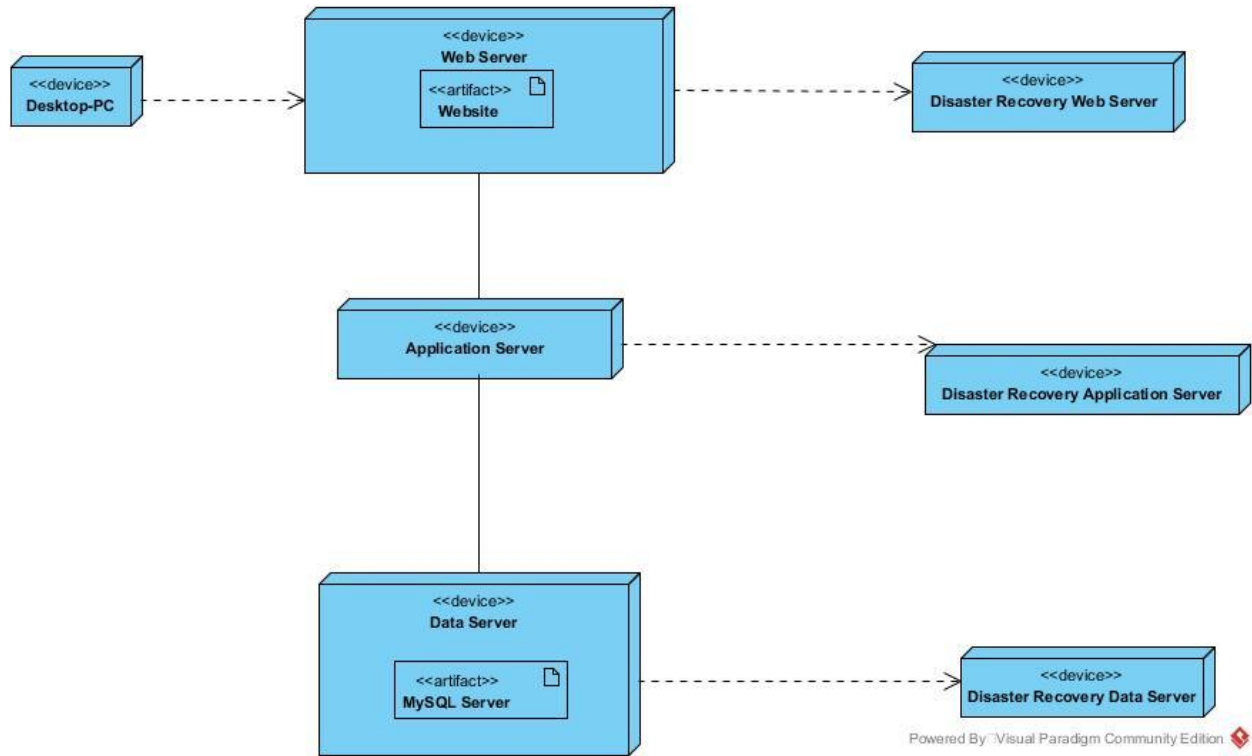 <<device>>
Web Server
<<artifact>>
Website
<<device>>
Desktop-PC
<<device>>
Disaster Recovery Web Server
<<device>>
Application Server
<<device>>
Disaster Recovery Application Server
<<device>>
Data Server
<<artifact>>
MySQL Server
<<device>>
Disaster Recovery Data Server
Powered By Visual Paradigm Community Edition